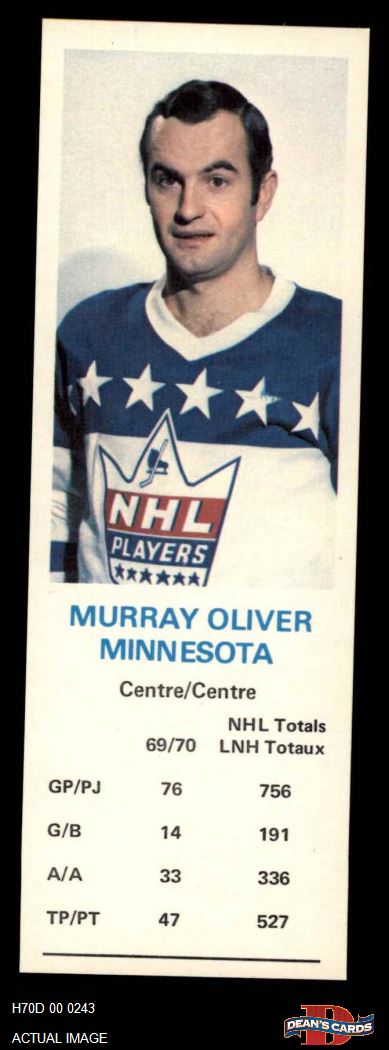 NHL
PLAYERS
MURRAY OLIVER
MINNESOTA
Centre/Centre
NHL Totals
69/70 LNH Totaux
GP/PJ 76 756
G/B 14 191
A/A 33 336
TP/PT 47 527
H70D 00 0243
ACTUAL IMAGE
D
DEAN'S CARDS